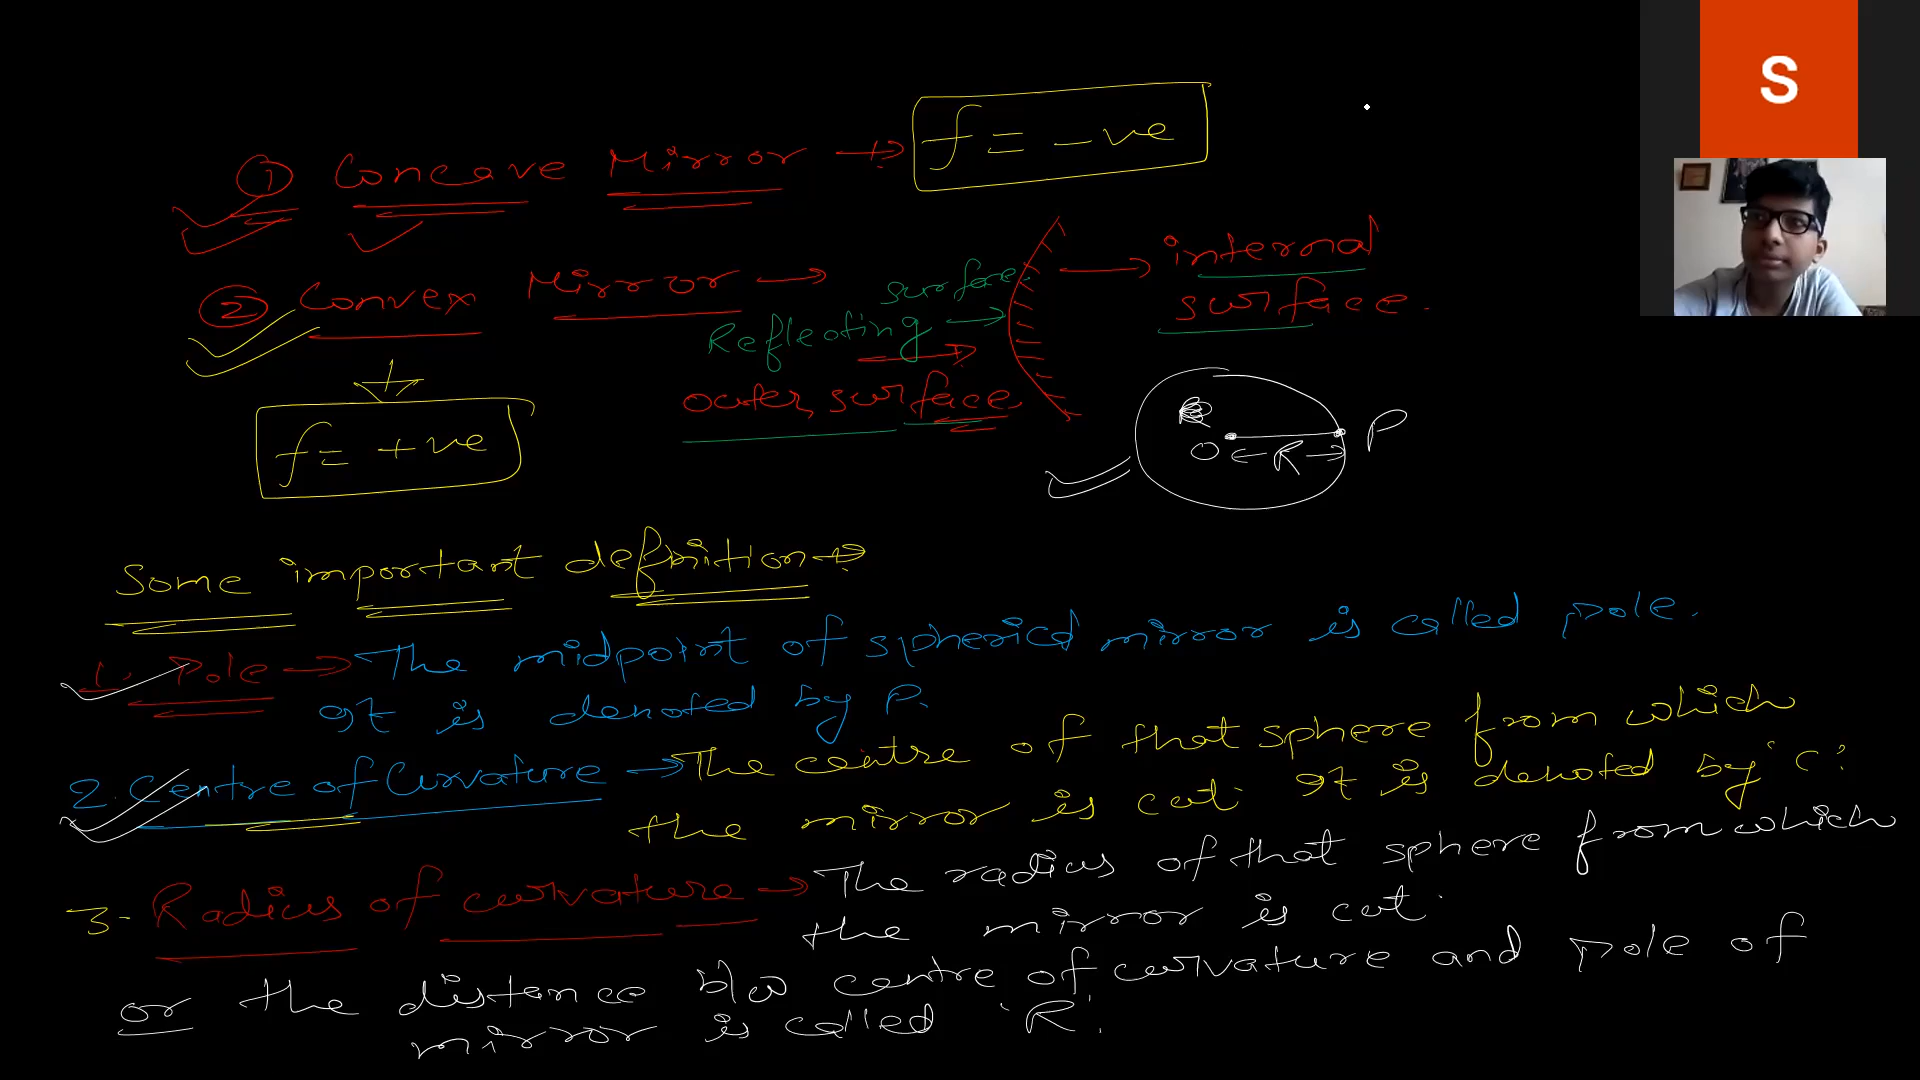 S
① Concave Mirror → f = -ve
② Convex Mirror →
surface
Reflecting
→ internal
surface.
outer surface
f = +ve
O R P
Some important definition →
1. Pole → The midpoint of spherical mirror is called pole.
It is denoted by P.
2. Centre of Curvature → The centre of that sphere from which
the mirror is cut. It is denoted by 'C'.
3- Radius of curvature → The radius of that sphere from which
the mirror is cut.
or the distance b/w centre of curvature and pole of
mirror is called 'R'.